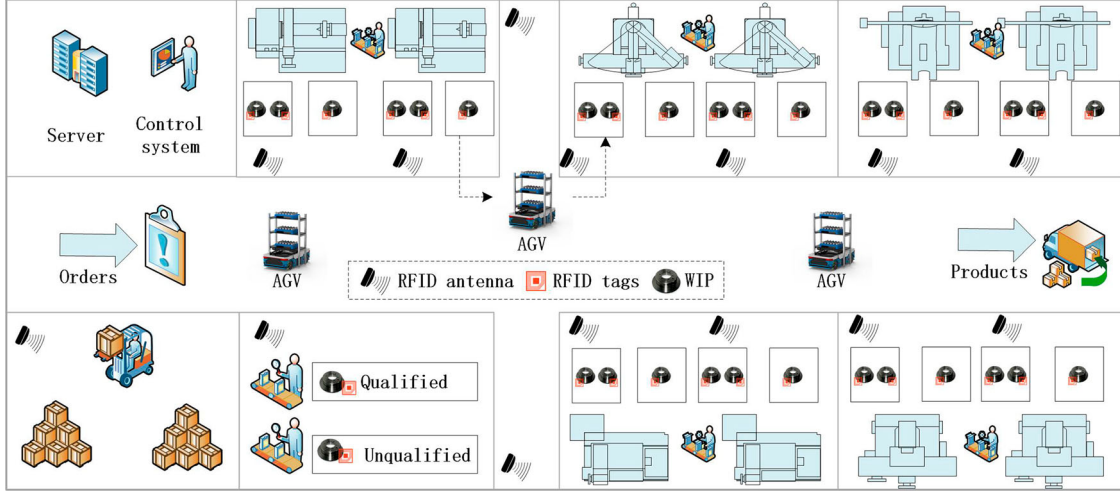 Server
Control
system
AGV
Orders
AGV
AGV
Products
RFID antenna
RFID tags
WIP
Qualified
Unqualified